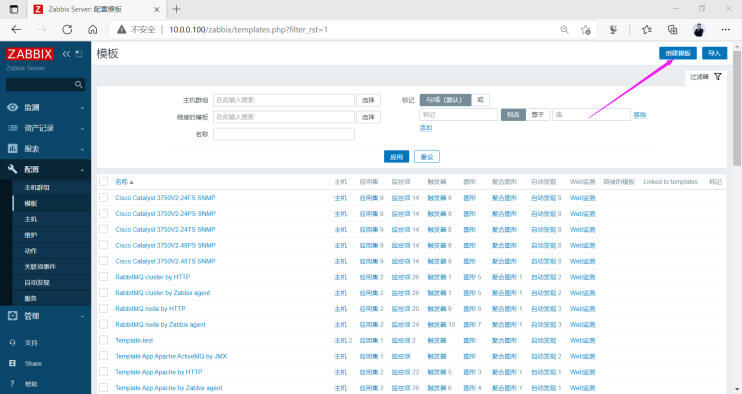 Zabbix Server: 配置模板
不安全 10.0.0.100/zabbix/templates.php?filter_rst=1
ZABBIX
Zabbix Server
监测
资产记录
报表
配置
主机群组
模板
主机
维护
动作
关联项事件
自动发现
服务
管理
支持
Share
帮助
模板
创建模板 导入
过滤器
主机群组 在此输入搜索 选择
链接的模板 在此输入搜索 选择
名称
标记 与/或 (默认) 或
标记 包含 等于 值 移除
添加
应用 重设
名称 主机 应用集 监控项 触发器 图形 聚合图形 自动发现 Web监测 链接的模板 Linked to templates 标记
Cisco Catalyst 3750V2-24FS SNMP 主机 应用集 9 监控项 14 触发器 8 图形 聚合图形 自动发现 8 Web监测
Cisco Catalyst 3750V2-24PS SNMP 主机 应用集 9 监控项 14 触发器 8 图形 聚合图形 自动发现 8 Web监测
Cisco Catalyst 3750V2-24TS SNMP 主机 应用集 9 监控项 14 触发器 8 图形 聚合图形 自动发现 8 Web监测
Cisco Catalyst 3750V2-48PS SNMP 主机 应用集 9 监控项 14 触发器 8 图形 聚合图形 自动发现 8 Web监测
Cisco Catalyst 3750V2-48TS SNMP 主机 应用集 9 监控项 14 触发器 8 图形 聚合图形 自动发现 8 Web监测
RabbitMQ cluster by HTTP 主机 应用集 2 监控项 26 触发器 1 图形 5 聚合图形 1 自动发现 2 Web监测
RabbitMQ cluster by Zabbix agent 主机 应用集 2 监控项 26 触发器 1 图形 5 聚合图形 1 自动发现 2 Web监测
RabbitMQ node by HTTP 主机 应用集 2 监控项 20 触发器 9 图形 6 聚合图形 1 自动发现 3 Web监测
RabbitMQ node by Zabbix agent 主机 应用集 2 监控项 24 触发器 10 图形 7 聚合图形 1 自动发现 3 Web监测
Template-test 主机 2 应用集 1 监控项 2 触发器 图形 聚合图形 自动发现 Web监测
Template App Apache ActiveMQ by JMX 主机 应用集 1 监控项 触发器 图形 聚合图形 自动发现 2 Web监测
Template App Apache by HTTP 主机 应用集 2 监控项 22 触发器 5 图形 3 聚合图形 1 自动发现 1 Web监测
Template App Apache by Zabbix agent 主机 应用集 2 监控项 26 触发器 6 图形 4 聚合图形 1 自动发现 1 Web监测